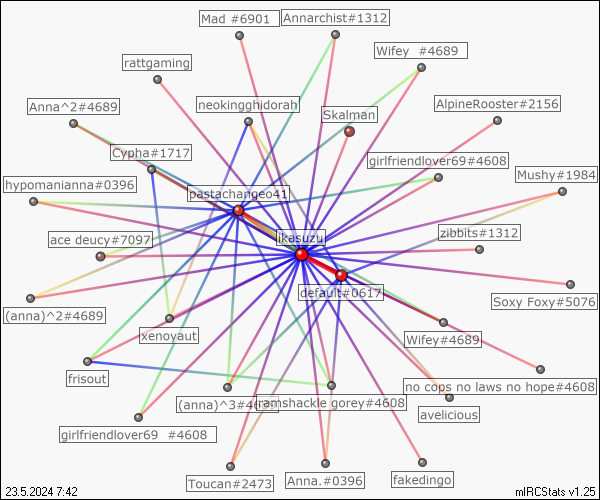 Mad #6901
Annarchist#1312
Wifey #4689
rattgaming
Anna^2#4689
neokingghidorah
Skalman
AlpineRooster#2156
Cypha#1717
girlfriendlover69#4608
Mushy#1984
hypomanianna#0396
pastachangeo41
ikasuzu
zibbits#1312
ace deucy#7097
default#0617
Soxy Foxy#5076
(anna)^2#4689
xenoyaut
Wifey#4689
frisout
no cops no laws no hope#4608
(anna)^3#4689
ramshackle gorey#4608
avelicious
girlfriendlover69 #4608
Toucan#2473
Anna.#0396
fakedingo
23.5.2024 7:42
mIRCStats v1.25